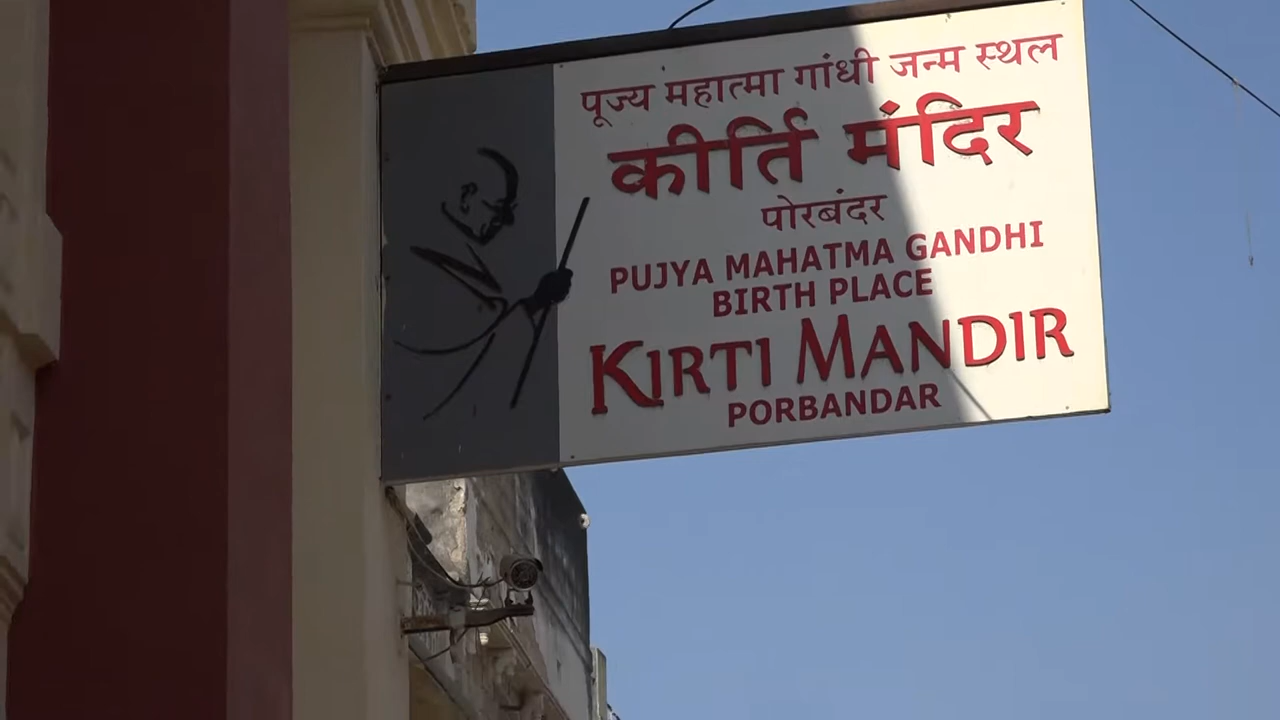 पूज्य महात्मा गांधी जन्म स्थल
कीर्ति मंदिर
पोरबंदर
PUJYA MAHATMA GANDHI
BIRTH PLACE
KIRTI MANDIR
PORBANDAR